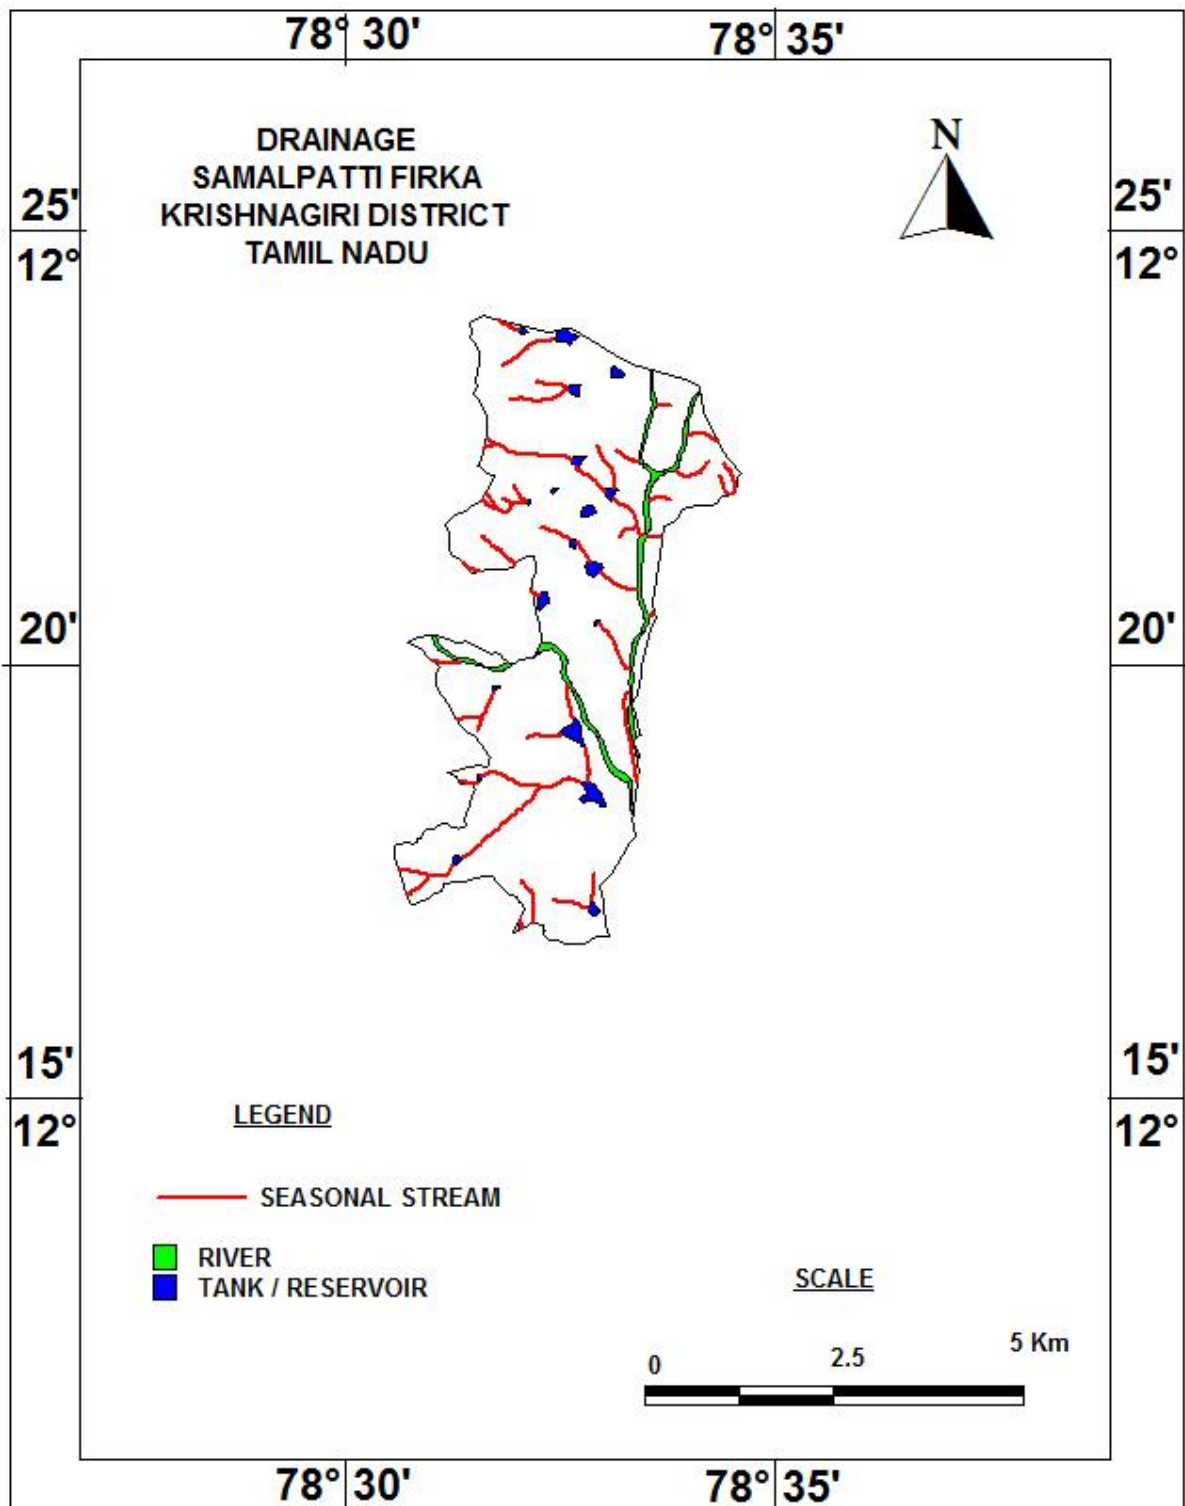 78° 30'
78° 35'
DRAINAGE
SAMALPATTI FIRKA
KRISHNAGIRI DISTRICT
TAMIL NADU
N
25'
12°
25'
12°
20'
20'
15'
12°
15'
12°
LEGEND
SEASONAL STREAM
RIVER
TANK / RESERVOIR
SCALE
0
2.5
5 Km
78° 30'
78° 35'